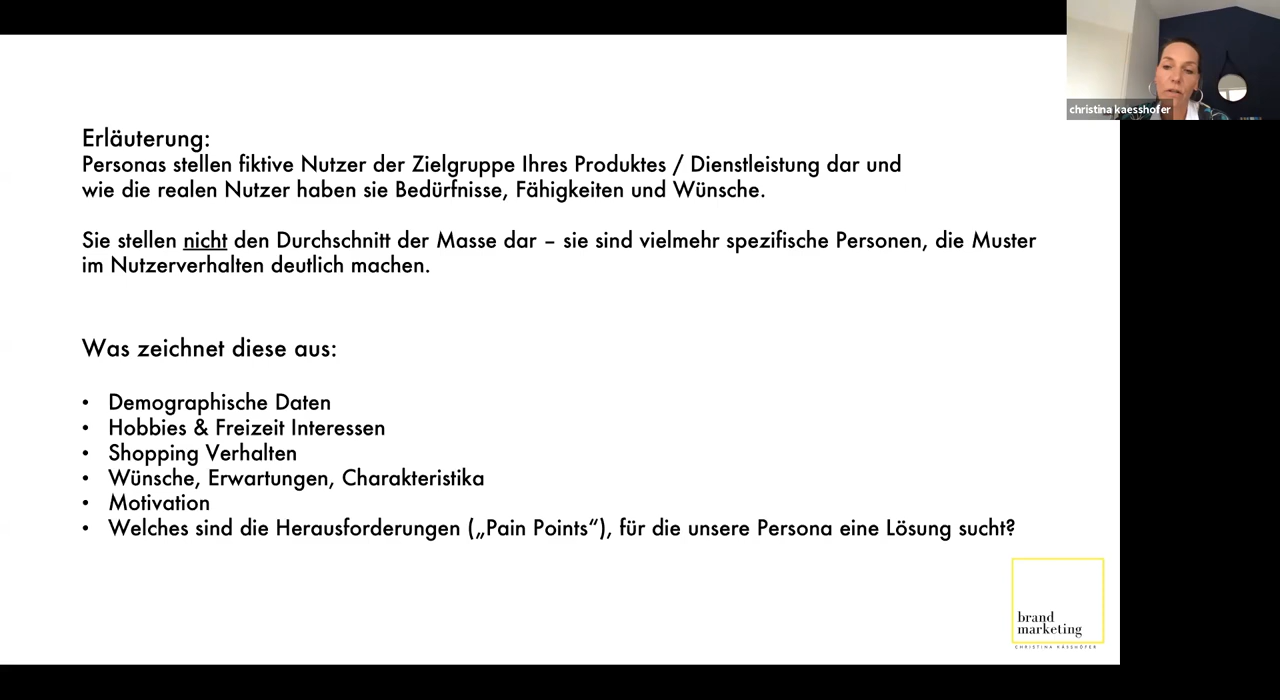 christina kaesshofer
Erläuterung:
Personas stellen fiktive Nutzer der Zielgruppe Ihres Produktes / Dienstleistung dar und
wie die realen Nutzer haben sie Bedürfnisse, Fähigkeiten und Wünsche.
Sie stellen nicht den Durchschnitt der Masse dar – sie sind vielmehr spezifische Personen, die Muster
im Nutzerverhalten deutlich machen.
Was zeichnet diese aus:
• Demographische Daten
• Hobbies & Freizeit Interessen
• Shopping Verhalten
• Wünsche, Erwartungen, Charakteristika
• Motivation
• Welches sind die Herausforderungen („Pain Points“), für die unsere Persona eine Lösung sucht?
brand
marketing
CHRISTINA KÄSSHÖFER